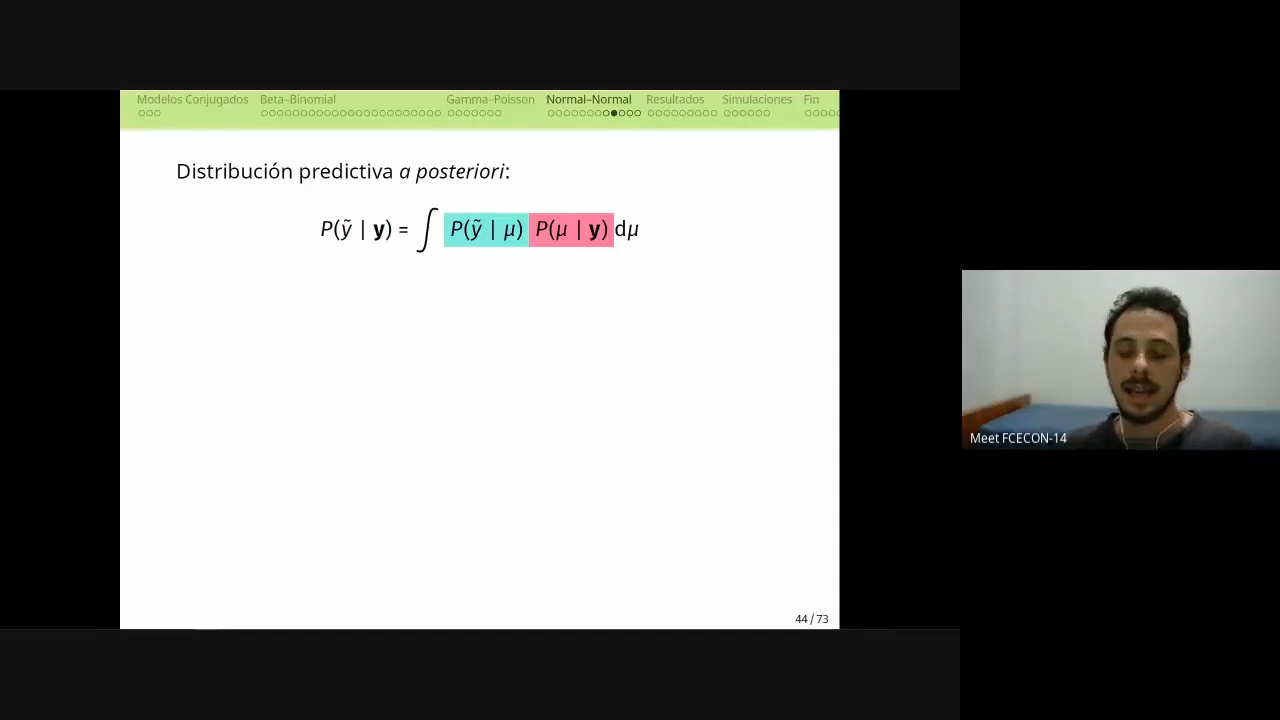 Modelos Conjugados Beta–Binomial Gamma–Poisson Normal–Normal Resultados Simulaciones Fin
Distribución predictiva a posteriori:
P(ỹ | y) = ∫ P(ỹ | μ) P(μ | y) dμ
44 / 73
Meet FCECON-14